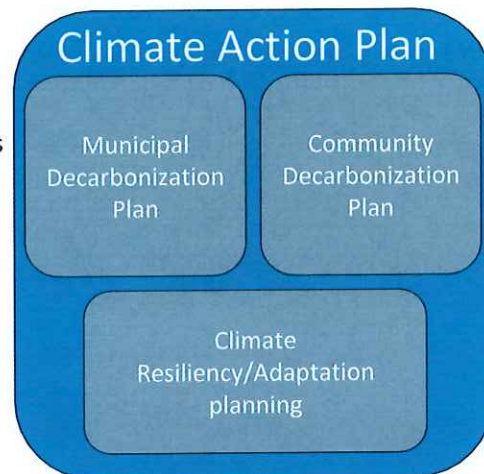 Climate Action Plan
s
Municipal
Decarbonization
Plan
Community
Decarbonization
Plan
Climate
Resiliency/Adaptation
planning